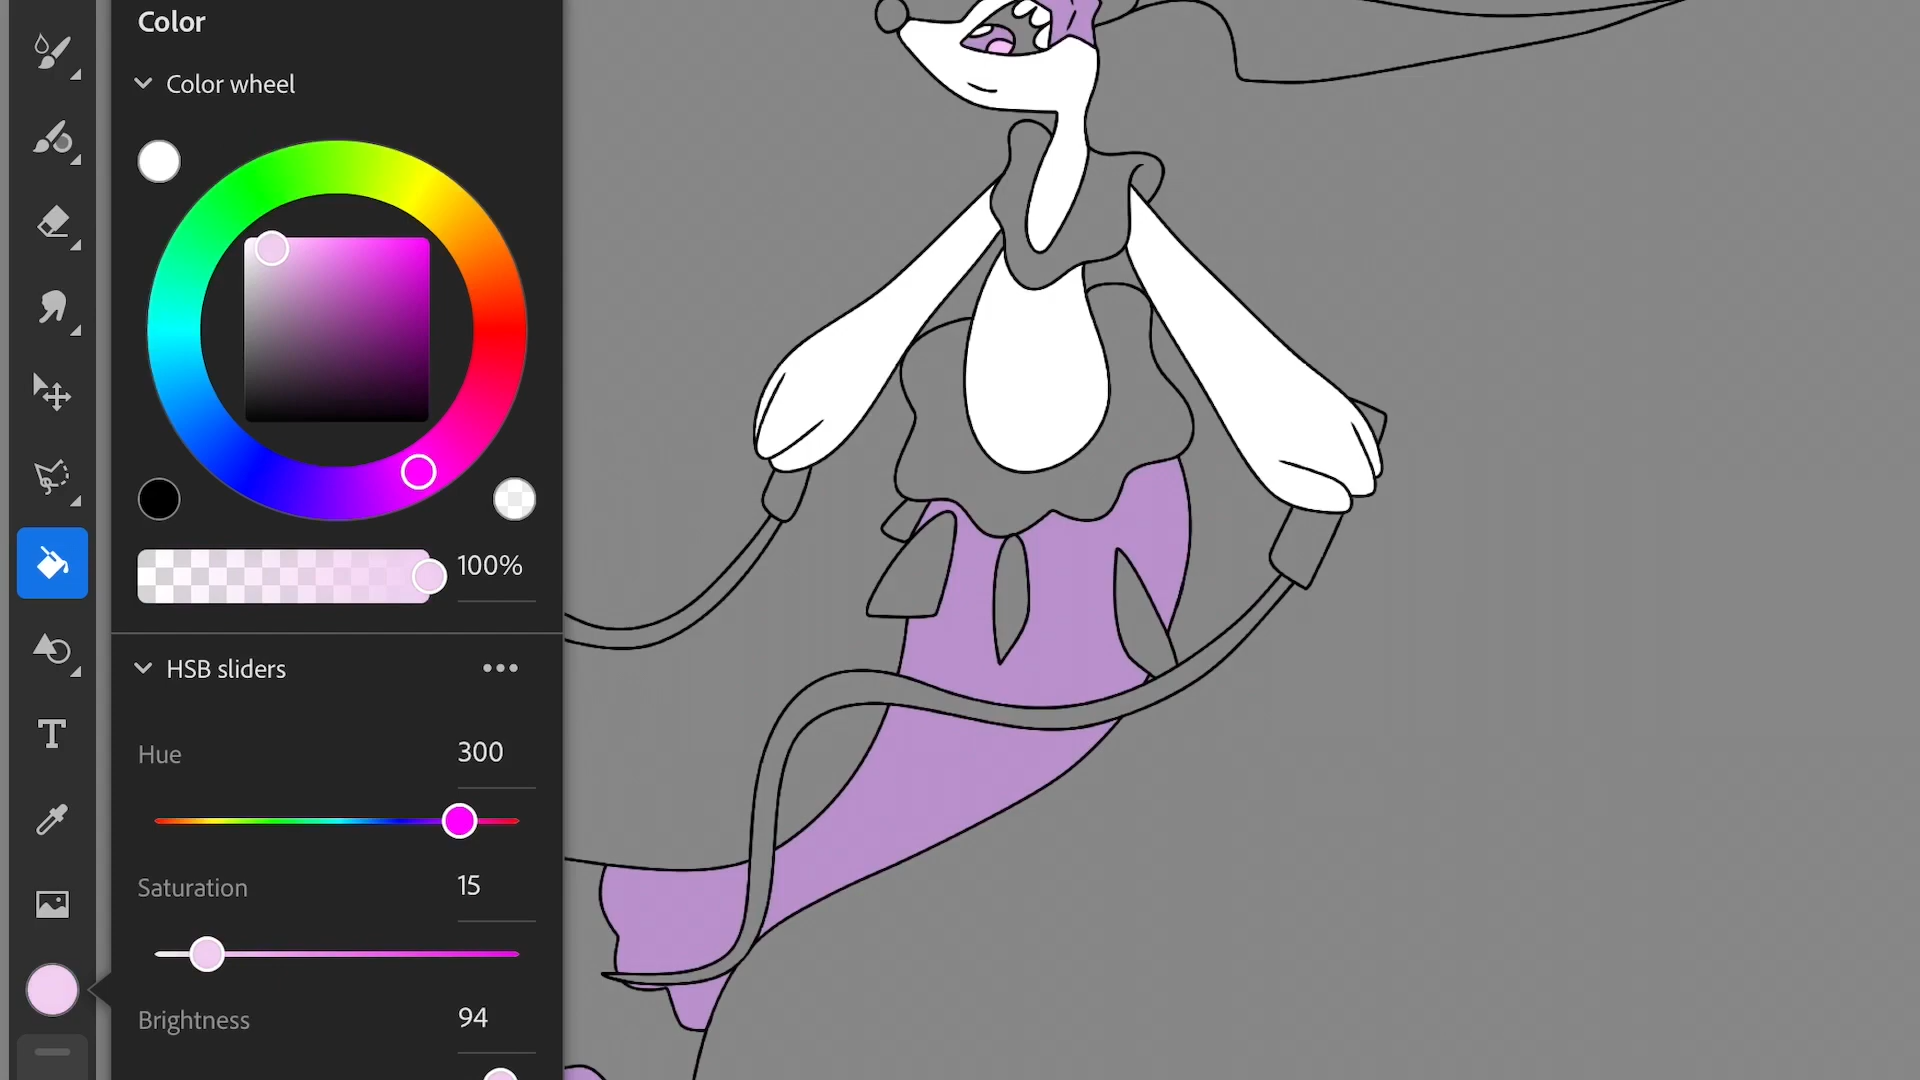 Color
Color wheel
100%
HSB sliders
Hue
300
Saturation
15
Brightness
94